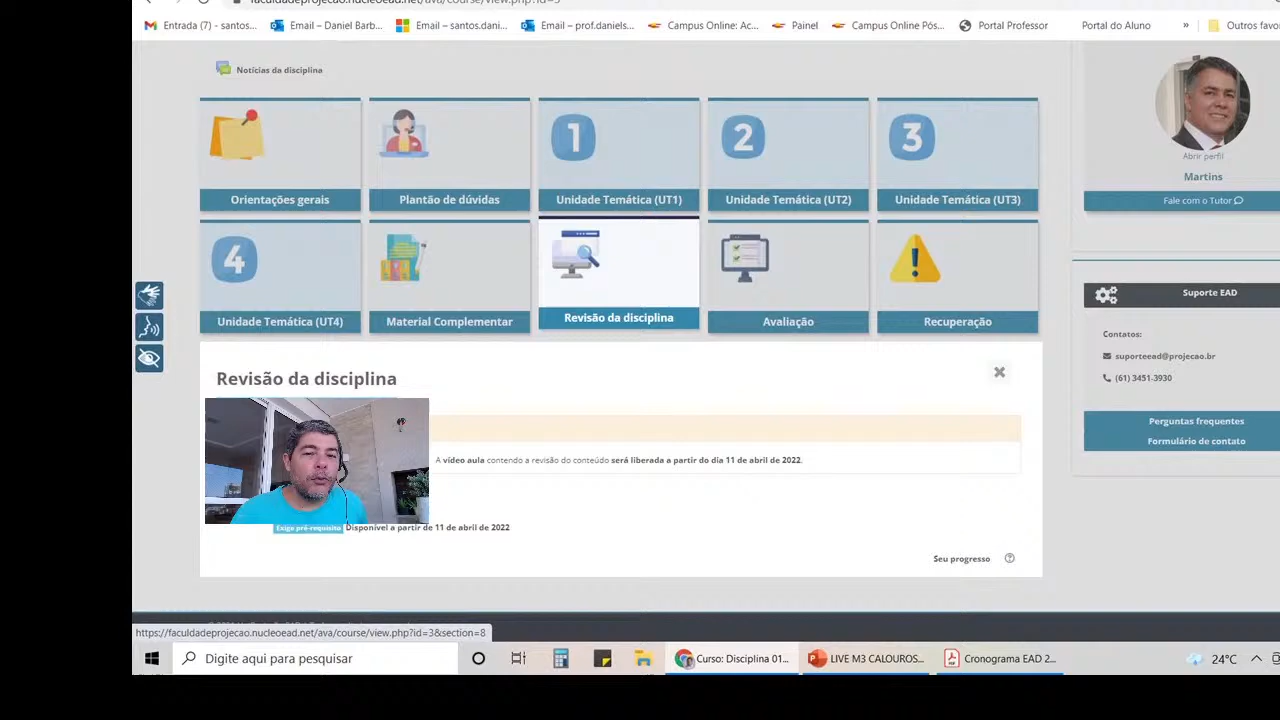 Entrada (7) - santos...
Email – Daniel Barb...
Email – santos.dani...
Email – prof.daniels...
Campus Online: Ac...
Painel
Campus Online Pós...
Portal Professor
Portal do Aluno
»
Outros favo
Notícias da disciplina
Orientações gerais
Plantão de dúvidas
1
Unidade Temática (UT1)
2
Unidade Temática (UT2)
3
Unidade Temática (UT3)
4
Unidade Temática (UT4)
Material Complementar
Revisão da disciplina
Avaliação
Recuperação
Abrir perfil
Martins
Fale com o Tutor
Suporte EAD
Contatos:
suporteead@projecao.br
(61) 3451-3930
Perguntas frequentes
Formulário de contato
Revisão da disciplina
A vídeo aula contendo a revisão do conteúdo será liberada a partir do dia 11 de abril de 2022.
Exige pré-requisito Disponível a partir de 11 de abril de 2022
Seu progresso
https://faculdadeprojecao.nucleoead.net/ava/course/view.php?id=3&section=8
Digite aqui para pesquisar
Curso: Disciplina 01...
LIVE M3 CALOUROS...
Cronograma EAD 2...
24°C